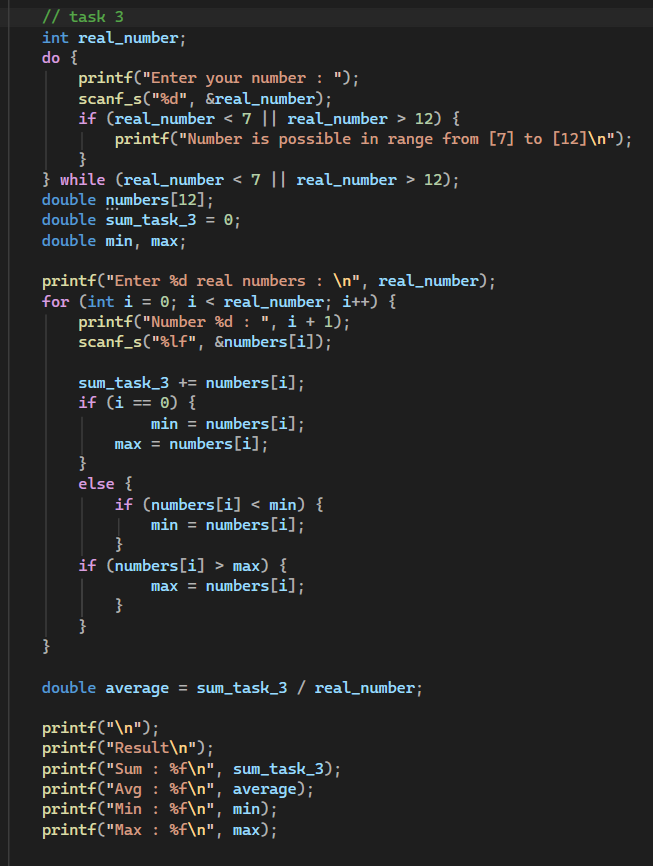 // task 3
int real_number;
do {
    printf("Enter your number : ");
    scanf_s("%d", &real_number);
    if (real_number < 7 || real_number > 12) {
        printf("Number is possible in range from [7] to [12]\n");
    }
} while (real_number < 7 || real_number > 12);
double numbers[12];
double sum_task_3 = 0;
double min, max;

printf("Enter %d real numbers : \n", real_number);
for (int i = 0; i < real_number; i++) {
    printf("Number %d : ", i + 1);
    scanf_s("%lf", &numbers[i]);

    sum_task_3 += numbers[i];
    if (i == 0) {
            min = numbers[i];
        max = numbers[i];
    }
    else {
        if (numbers[i] < min) {
            min = numbers[i];
        }
    if (numbers[i] > max) {
            max = numbers[i];
        }
    }
}

double average = sum_task_3 / real_number;

printf("\n");
printf("Result\n");
printf("Sum : %f\n", sum_task_3);
printf("Avg : %f\n", average);
printf("Min : %f\n", min);
printf("Max : %f\n", max);